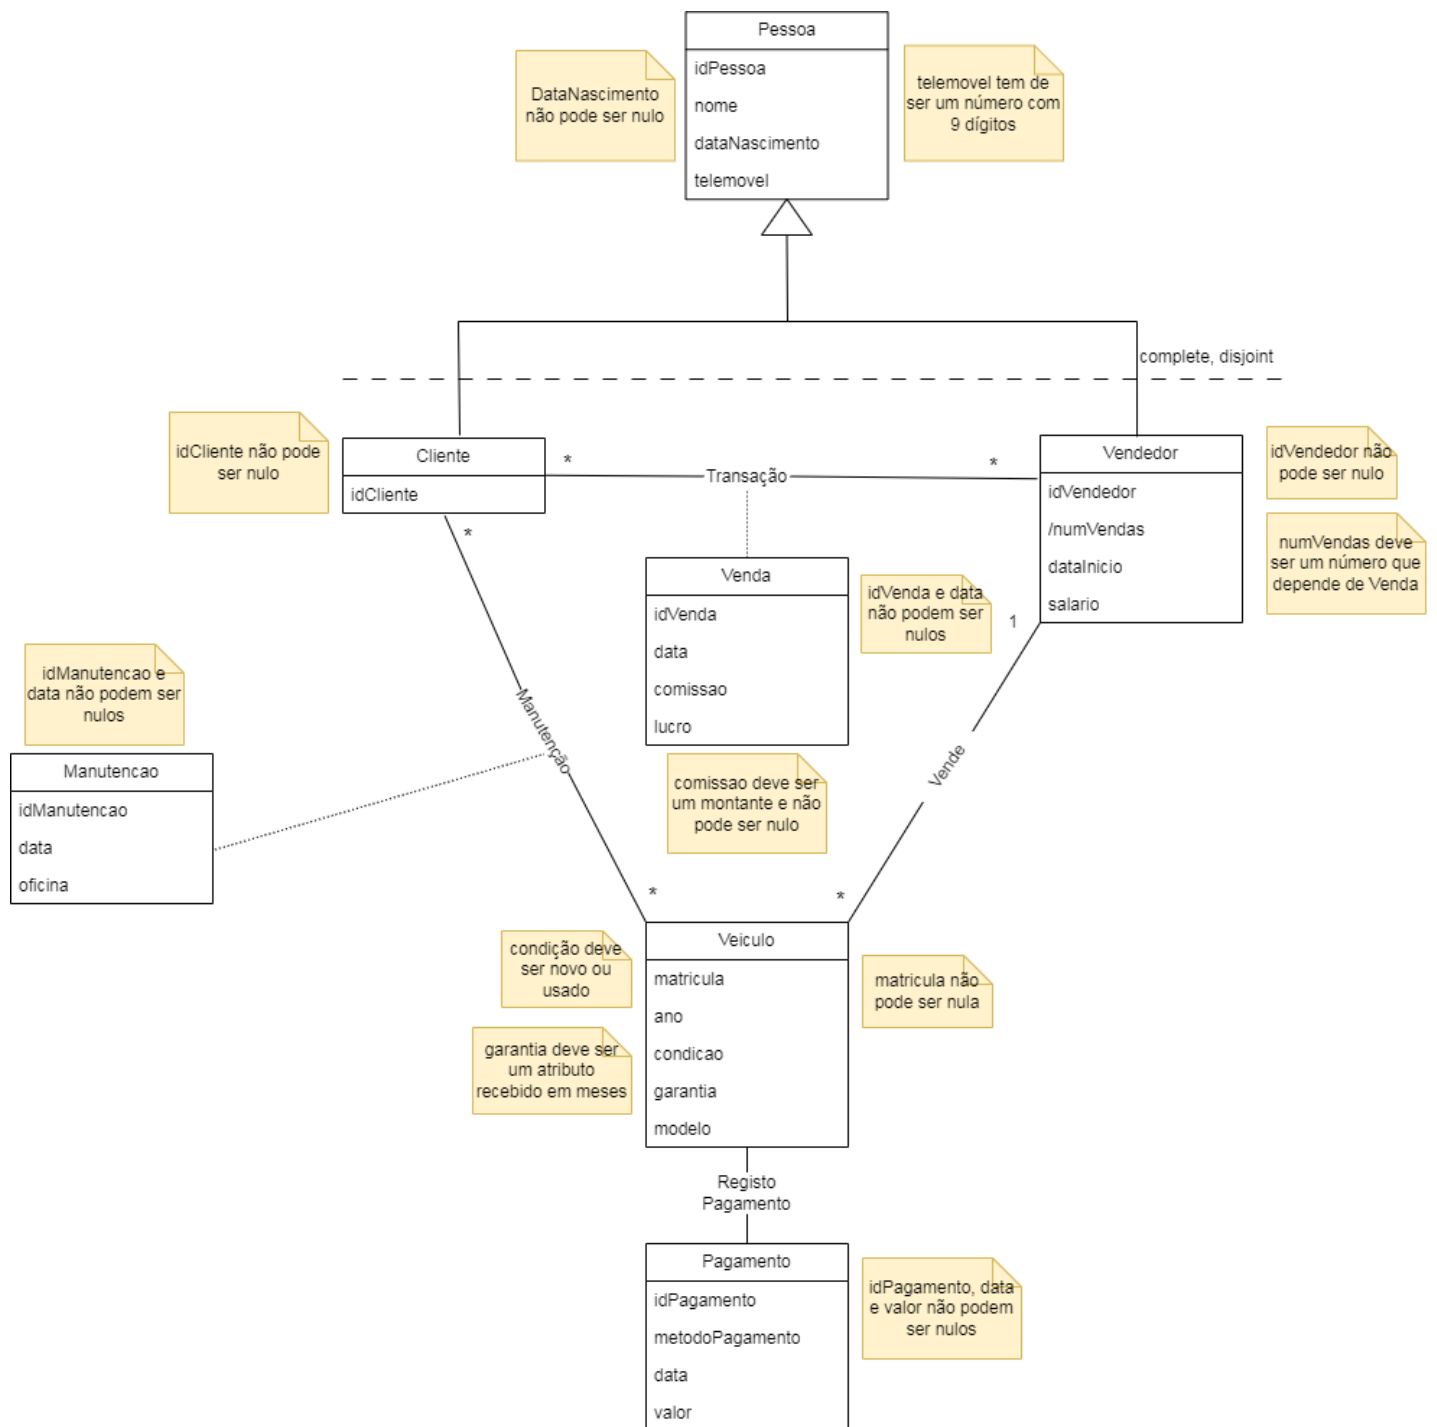 Pessoa
idPessoa
nome
dataNascimento
telemovel
DataNascimento
não pode ser nulo
telemovel tem de
ser um número com
9 dígitos
complete, disjoint
idCliente não pode
ser nulo
Cliente
idCliente
*
Transação
*
Vendedor
idVendedor
/numVendas
dataInicio
salario
idVendedor não
pode ser nulo
numVendas deve
ser um número que
depende de Venda
*
Venda
idVenda
data
comissao
lucro
idVenda e data
não podem ser
nulos
1
idManutencao e
data não podem ser
nulos
Manutenção
Vende
Manutencao
idManutencao
data
oficina
comissao deve ser
um montante e não
pode ser nulo
*
*
condição deve
ser novo ou
usado
Veiculo
matricula
ano
condicao
garantia
modelo
matricula não
pode ser nula
garantia deve ser
um atributo
recebido em meses
Registo
Pagamento
Pagamento
idPagamento
metodoPagamento
data
valor
idPagamento, data
e valor não podem
ser nulos